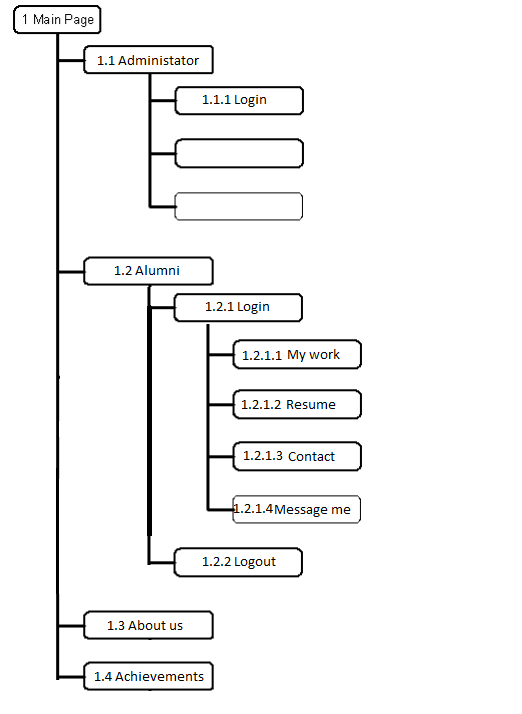 1 Main Page
1.1 Administator
1.1.1 Login
1.2 Alumni
1.2.1 Login
1.2.1.1 My work
1.2.1.2 Resume
1.2.1.3 Contact
1.2.1.4 Message me
1.2.2 Logout
1.3 About us
1.4 Achievements